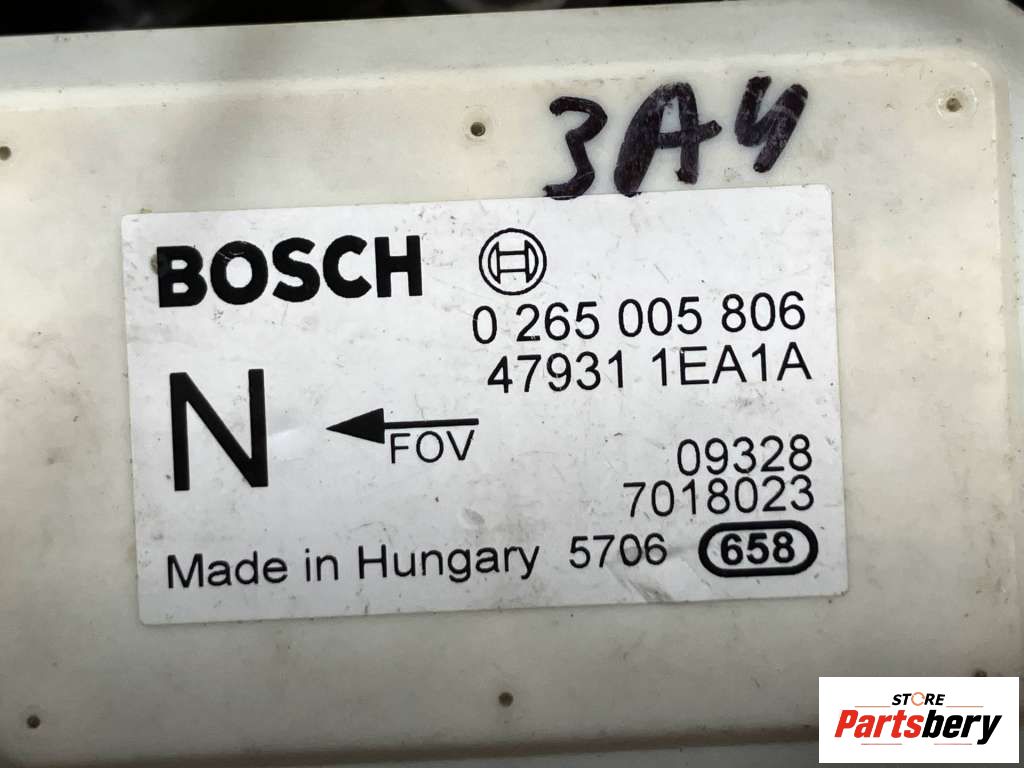 3A4
BOSCH
0 265 005 806
47931 1EA1A
N
FOV
09328
7018023
Made in Hungary 5706 658
STORE
Partsbery